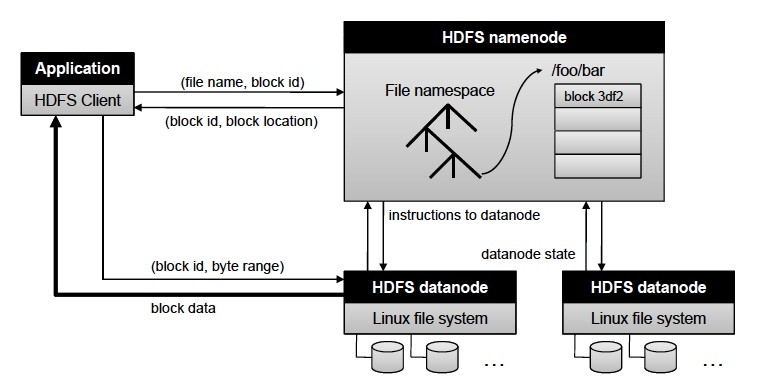 HDFS namenode
Application
HDFS Client
(file name, block id)
(block id, block location)
File namespace
/foo/bar
block 3df2
instructions to datanode
datanode state
(block id, byte range)
block data
HDFS datanode
Linux file system
...
HDFS datanode
Linux file system
...